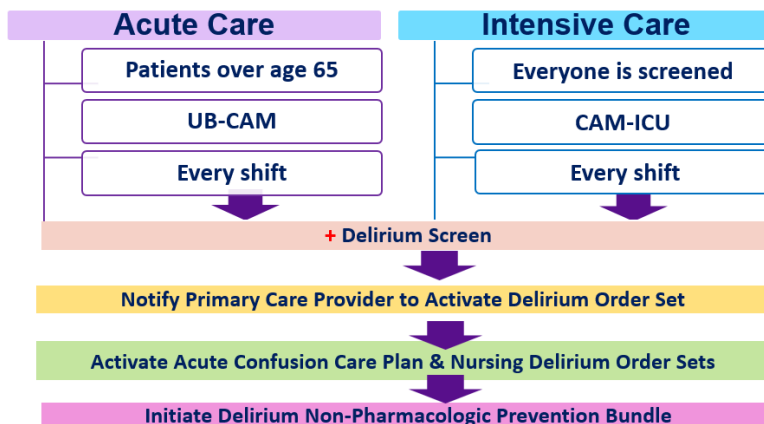 Acute Care
Intensive Care
Patients over age 65
Everyone is screened
UB-CAM
CAM-ICU
Every shift
Every shift
+ Delirium Screen
Notify Primary Care Provider to Activate Delirium Order Set
Activate Acute Confusion Care Plan & Nursing Delirium Order Sets
Initiate Delirium Non-Pharmacologic Prevention Bundle